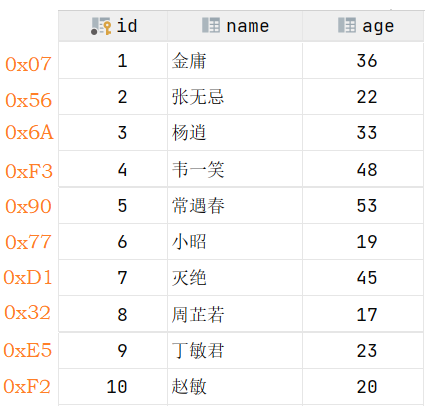 id name age
0x07 1 金庸 36
0x56 2 张无忌 22
0x6A 3 杨逍 33
0xF3 4 韦一笑 48
0x90 5 常遇春 53
0x77 6 小昭 19
0xD1 7 灭绝 45
0x32 8 周芷若 17
0xE5 9 丁敏君 23
0xF2 10 赵敏 20